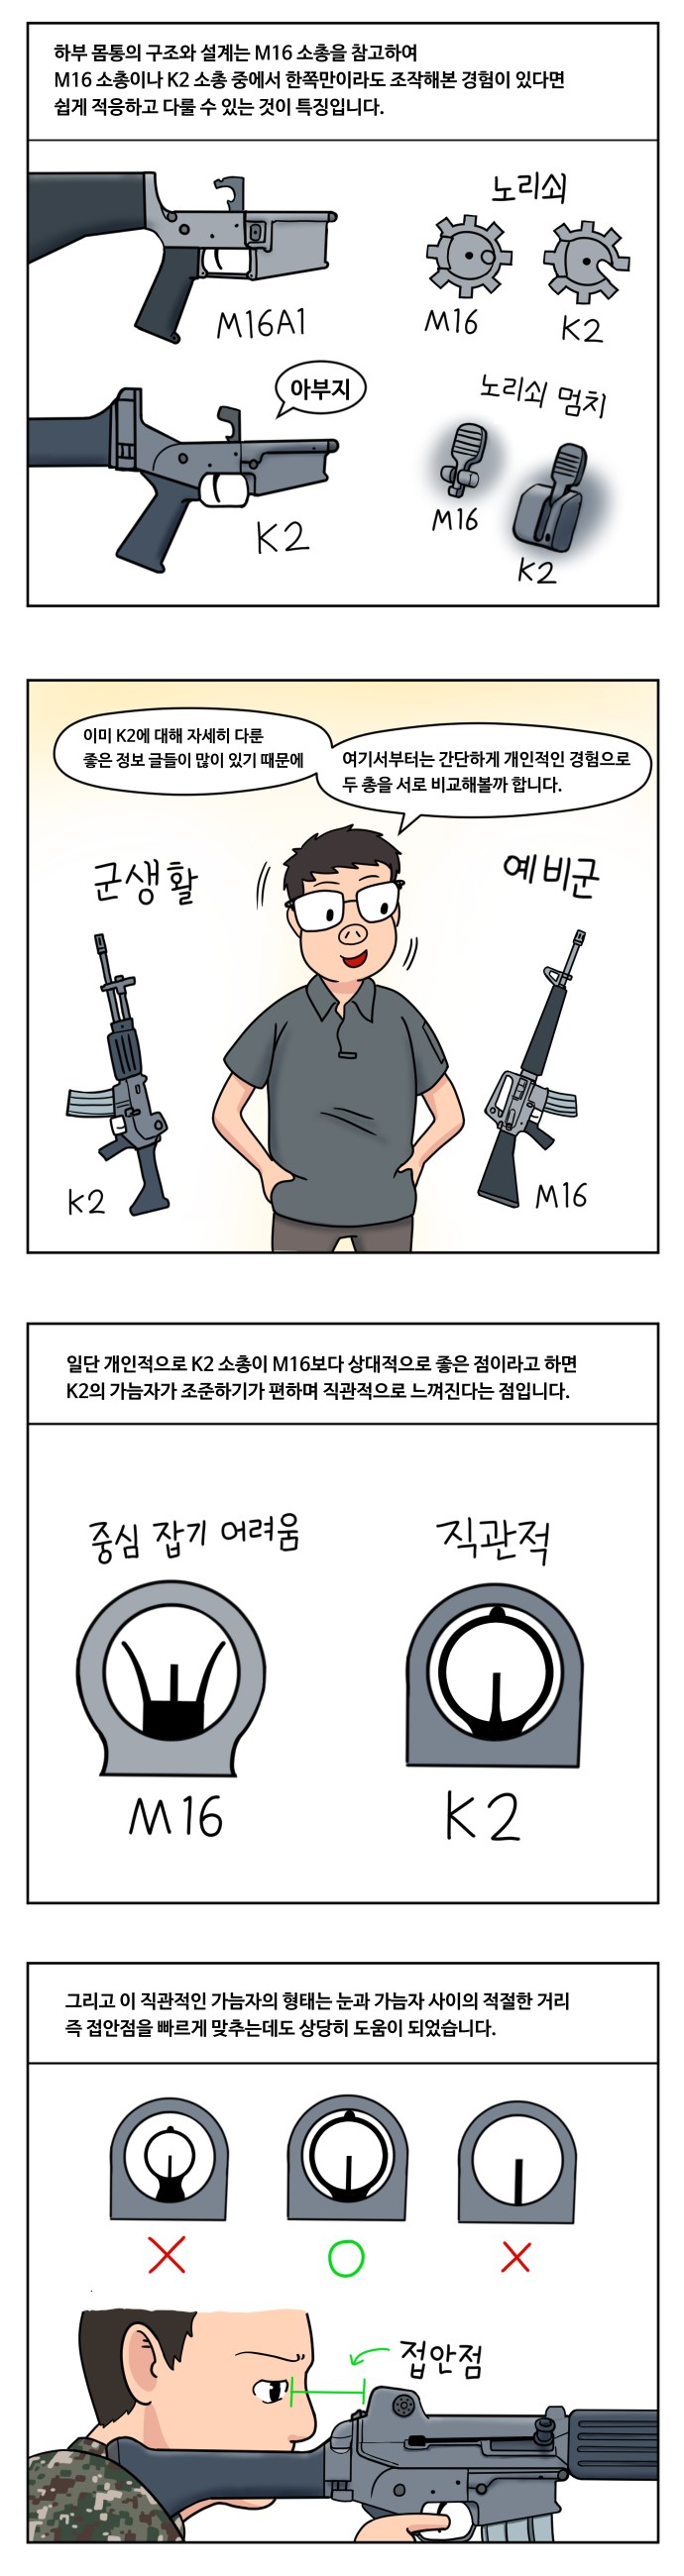 하부 몸통의 구조와 설계는 M16 소총을 참고하여
M16 소총이나 K2 소총 중에서 한쪽만이라도 조작해본 경험이 있다면
쉽게 적응하고 다룰 수 있는 것이 특징입니다.
노리쇠
M16A1
M16
K2
아부지
노리쇠 멈치
K2
M16
K2
이미 K2에 대해 자세히 다룬
좋은 정보 글들이 많이 있기 때문에
여기서부터는 간단하게 개인적인 경험으로
두 총을 서로 비교해볼까 합니다.
군생활
예비군
K2
M16
일단 개인적으로 K2 소총이 M16보다 상대적으로 좋은 점이라고 하면
K2의 가늠자가 조준하기가 편하며 직관적으로 느껴진다는 점입니다.
중심 잡기 어려움
직관적
M16
K2
그리고 이 직관적인 가늠자의 형태는 눈과 가늠자 사이의 적절한 거리
즉 접안점을 빠르게 맞추는데도 상당히 도움이 되었습니다.
접안점